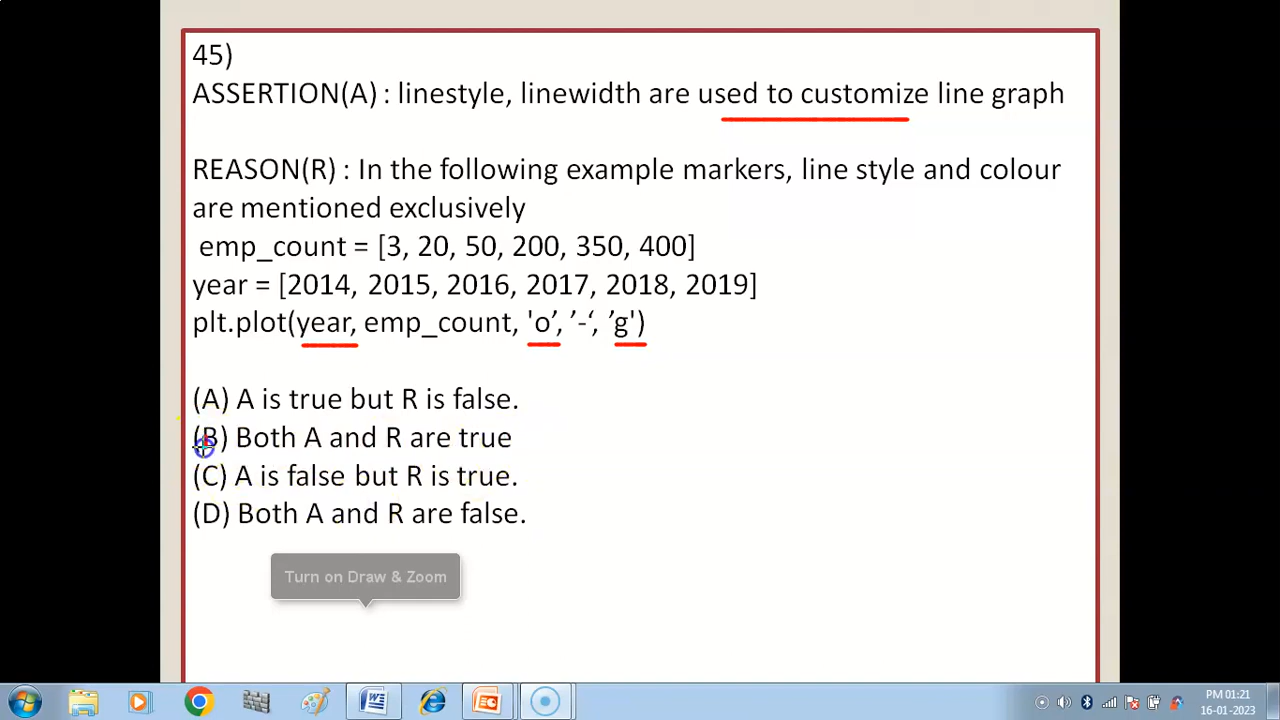 45)
ASSERTION(A) : linestyle, linewidth are used to customize line graph
REASON(R) : In the following example markers, line style and colour
are mentioned exclusively
emp_count = [3, 20, 50, 200, 350, 400]
year = [2014, 2015, 2016, 2017, 2018, 2019]
plt.plot(year, emp_count, 'o’, ’-‘, ’g')
(A) A is true but R is false.
(B) Both A and R are true
(C) A is false but R is true.
(D) Both A and R are false.
Turn on Draw & Zoom
PM 01:21
16-01-2023